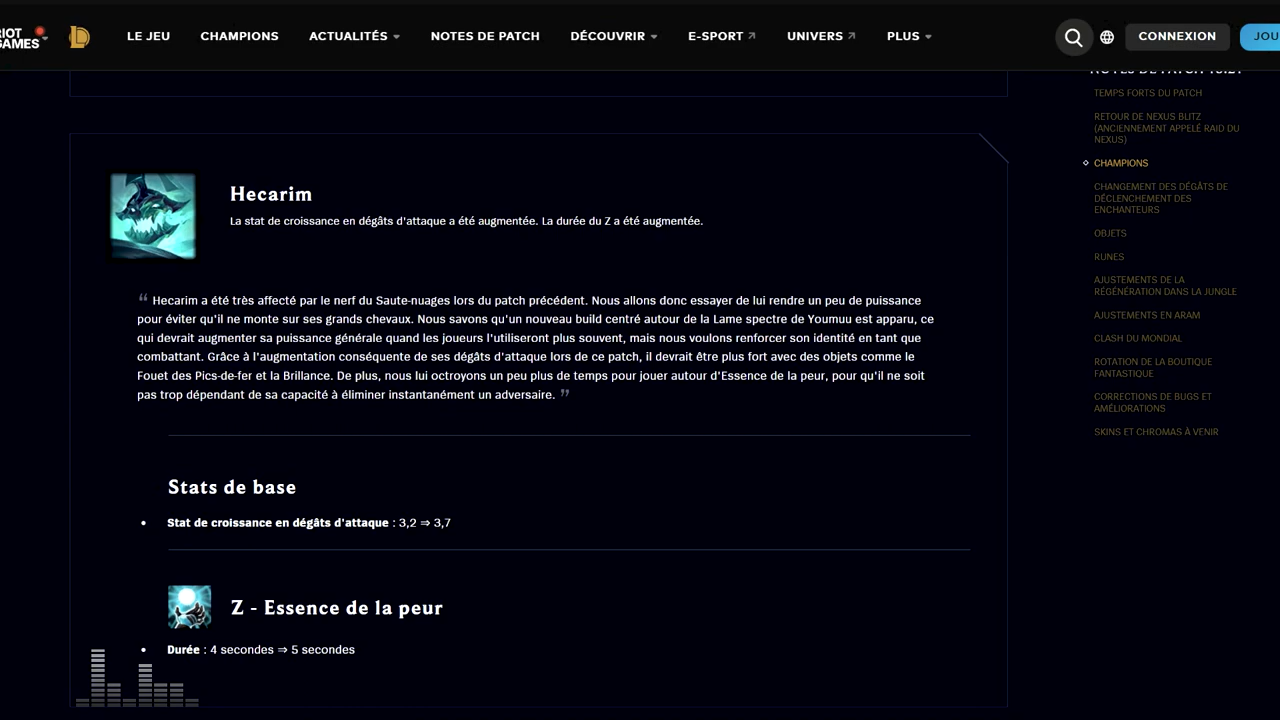 RIOT
GAMES
LE JEU
CHAMPIONS
ACTUALITÉS
NOTES DE PATCH
DÉCOUVRIR
E-SPORT
UNIVERS
PLUS
CONNEXION
JOU
Hecarim
La stat de croissance en dégâts d'attaque a été augmentée. La durée du Z a été augmentée.
“ Hecarim a été très affecté par le nerf du Saute-nuages lors du patch précédent. Nous allons donc essayer de lui rendre un peu de puissance
pour éviter qu'il ne monte sur ses grands chevaux. Nous savons qu'un nouveau build centré autour de la Lame spectre de Youmuu est apparu, ce
qui devrait augmenter sa puissance générale quand les joueurs l'utiliseront plus souvent, mais nous voulons renforcer son identité en tant que
combattant. Grâce à l'augmentation conséquente de ses dégâts d'attaque lors de ce patch, il devrait être plus fort avec des objets comme le
Fouet des Pics-de-fer et la Brillance. De plus, nous lui octroyons un peu plus de temps pour jouer autour d'Essence de la peur, pour qu'il ne soit
pas trop dépendant de sa capacité à éliminer instantanément un adversaire. ”
Stats de base
• Stat de croissance en dégâts d'attaque : 3,2 ⇒ 3,7
Z - Essence de la peur
• Durée : 4 secondes ⇒ 5 secondes
TEMPS FORTS DU PATCH
RETOUR DE NEXUS BLITZ
(ANCIENNEMENT APPELÉ RAID DU
NEXUS)
CHAMPIONS
CHANGEMENT DES DÉGÂTS DE
DÉCLENCHEMENT DES
ENCHANTEURS
OBJETS
RUNES
AJUSTEMENTS DE LA
RÉGÉNÉRATION DANS LA JUNGLE
AJUSTEMENTS EN ARAM
CLASH DU MONDIAL
ROTATION DE LA BOUTIQUE
FANTASTIQUE
CORRECTIONS DE BUGS ET
AMÉLIORATIONS
SKINS ET CHROMAS À VENIR